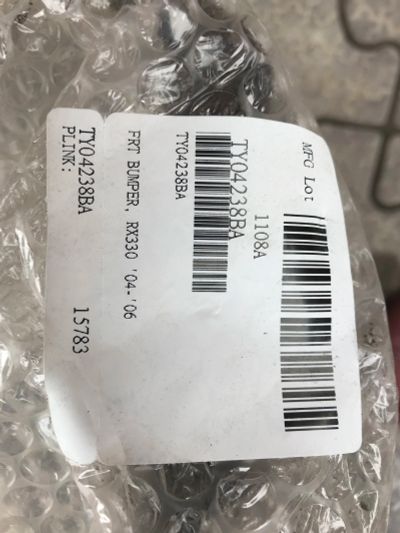 MFG Lot
1108A
TY04238BA
TY04238BA
FRT BUMPER, RX330 '04-'06
TY04238BA 15783
PLINK: